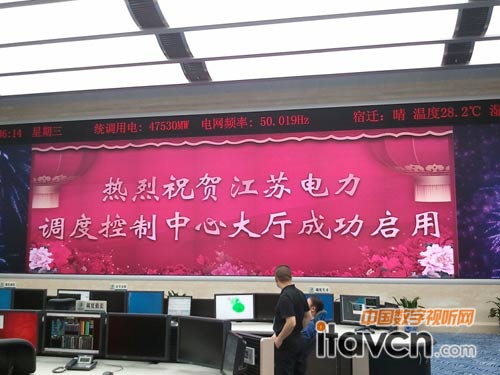 06:14 星期三 统调用电: 47530MW 电网频率: 50.019Hz 宿迁: 晴 温度28.2℃ 湿
热烈祝贺江苏电力
调度控制中心大厅成功启用
中国数字视听网
itavcn.com